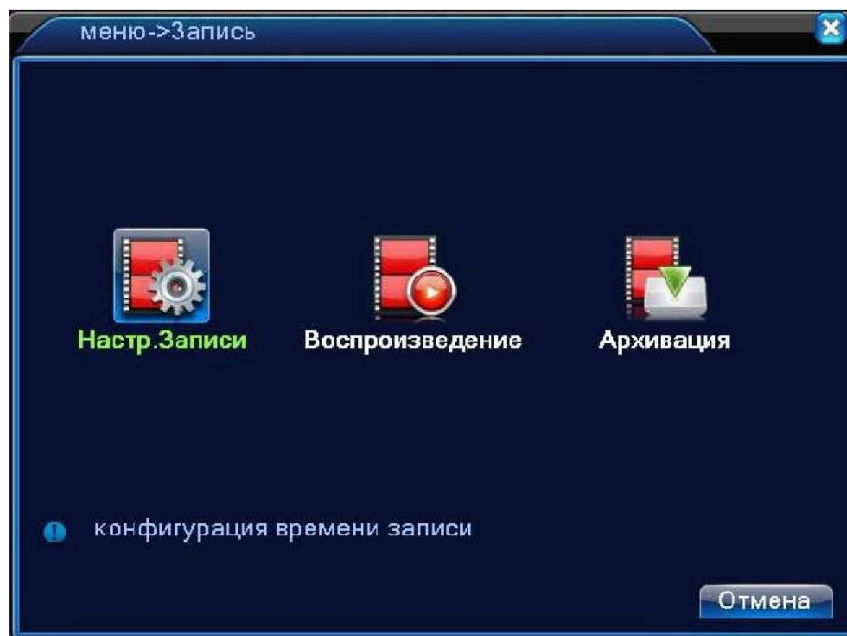 меню->Запись
Настр.Записи Воспроизведение Архивация
конфигурация времени записи
Отмена